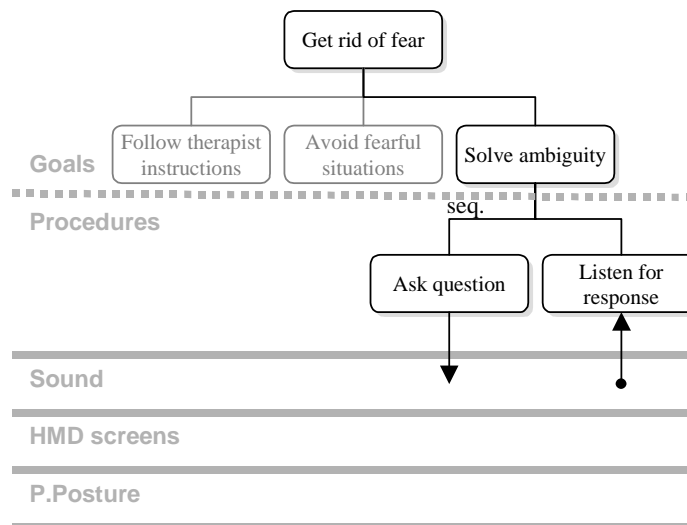 Get rid of fear
Follow therapist
instructions
Avoid fearful
situations
Solve ambiguity
Goals
seq.
Procedures
Ask question
Listen for
response
Sound
HMD screens
P.Posture